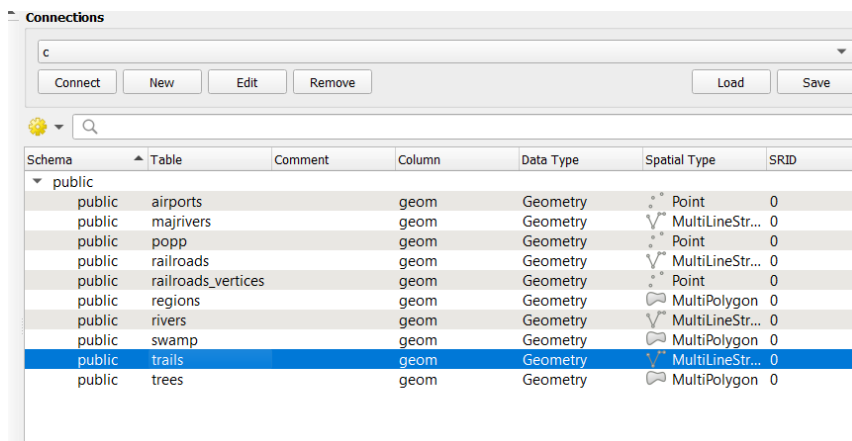 Connections
c
Connect New Edit Remove Load Save
Schema Table Comment Column Data Type Spatial Type SRID
public
public airports geom Geometry Point 0
public majrivers geom Geometry MultiLineStr... 0
public popp geom Geometry Point 0
public railroads geom Geometry MultiLineStr... 0
public railroads_vertices geom Geometry Point 0
public regions geom Geometry MultiPolygon 0
public rivers geom Geometry MultiLineStr... 0
public swamp geom Geometry MultiPolygon 0
public trails geom Geometry MultiLineStr... 0
public trees geom Geometry MultiPolygon 0